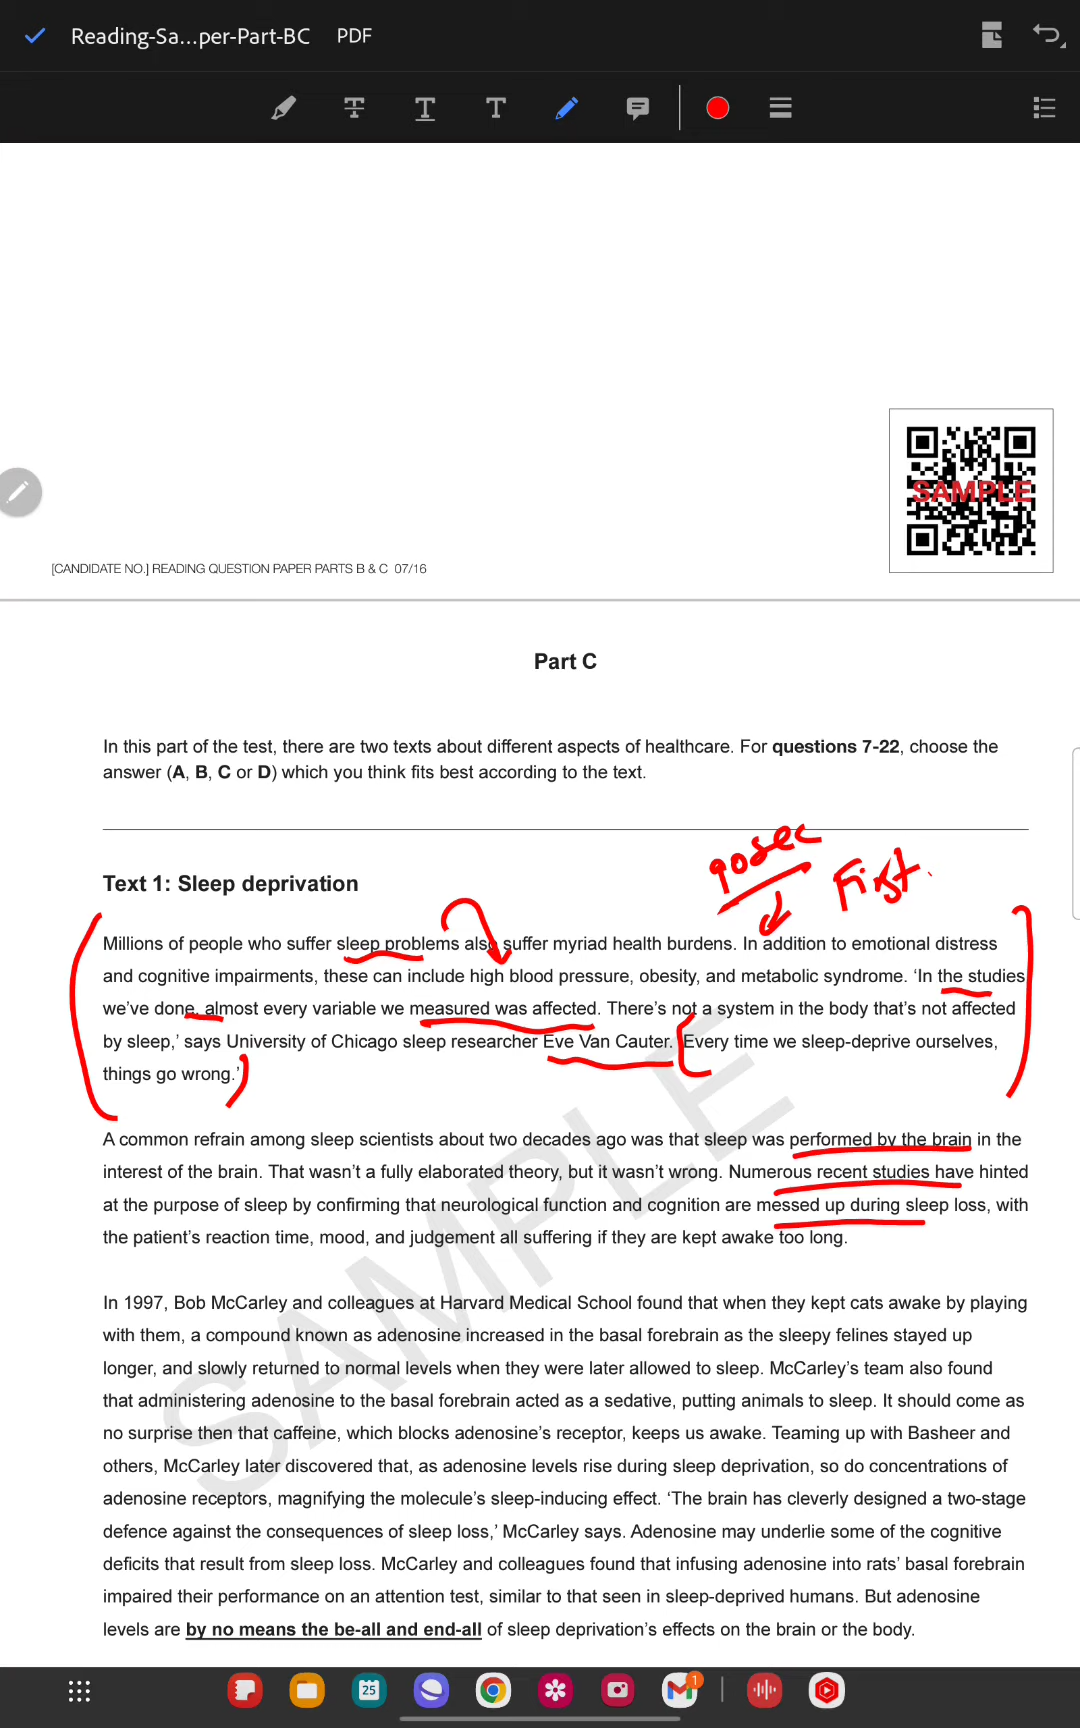 Reading-Sa...per-Part-BC PDF
SAMPLE
[CANDIDATE NO.] READING QUESTION PAPER PARTS B & C 07/16
Part C
In this part of the test, there are two texts about different aspects of healthcare. For questions 7-22, choose the
answer (A, B, C or D) which you think fits best according to the text.
90sec
First.
Text 1: Sleep deprivation
Millions of people who suffer sleep problems also suffer myriad health burdens. In addition to emotional distress
and cognitive impairments, these can include high blood pressure, obesity, and metabolic syndrome. ‘In the studies
we’ve done, almost every variable we measured was affected. There’s not a system in the body that’s not affected
by sleep,’ says University of Chicago sleep researcher Eve Van Cauter. ‘Every time we sleep-deprive ourselves,
things go wrong.’
A common refrain among sleep scientists about two decades ago was that sleep was performed by the brain in the
interest of the brain. That wasn’t a fully elaborated theory, but it wasn’t wrong. Numerous recent studies have hinted
at the purpose of sleep by confirming that neurological function and cognition are messed up during sleep loss, with
the patient’s reaction time, mood, and judgement all suffering if they are kept awake too long.
In 1997, Bob McCarley and colleagues at Harvard Medical School found that when they kept cats awake by playing
with them, a compound known as adenosine increased in the basal forebrain as the sleepy felines stayed up
longer, and slowly returned to normal levels when they were later allowed to sleep. McCarley’s team also found
that administering adenosine to the basal forebrain acted as a sedative, putting animals to sleep. It should come as
no surprise then that caffeine, which blocks adenosine’s receptor, keeps us awake. Teaming up with Basheer and
others, McCarley later discovered that, as adenosine levels rise during sleep deprivation, so do concentrations of
adenosine receptors, magnifying the molecule’s sleep-inducing effect. ‘The brain has cleverly designed a two-stage
defence against the consequences of sleep loss,’ McCarley says. Adenosine may underlie some of the cognitive
deficits that result from sleep loss. McCarley and colleagues found that infusing adenosine into rats’ basal forebrain
impaired their performance on an attention test, similar to that seen in sleep-deprived humans. But adenosine
levels are by no means the be-all and end-all of sleep deprivation’s effects on the brain or the body.
SAMPLE
25
1